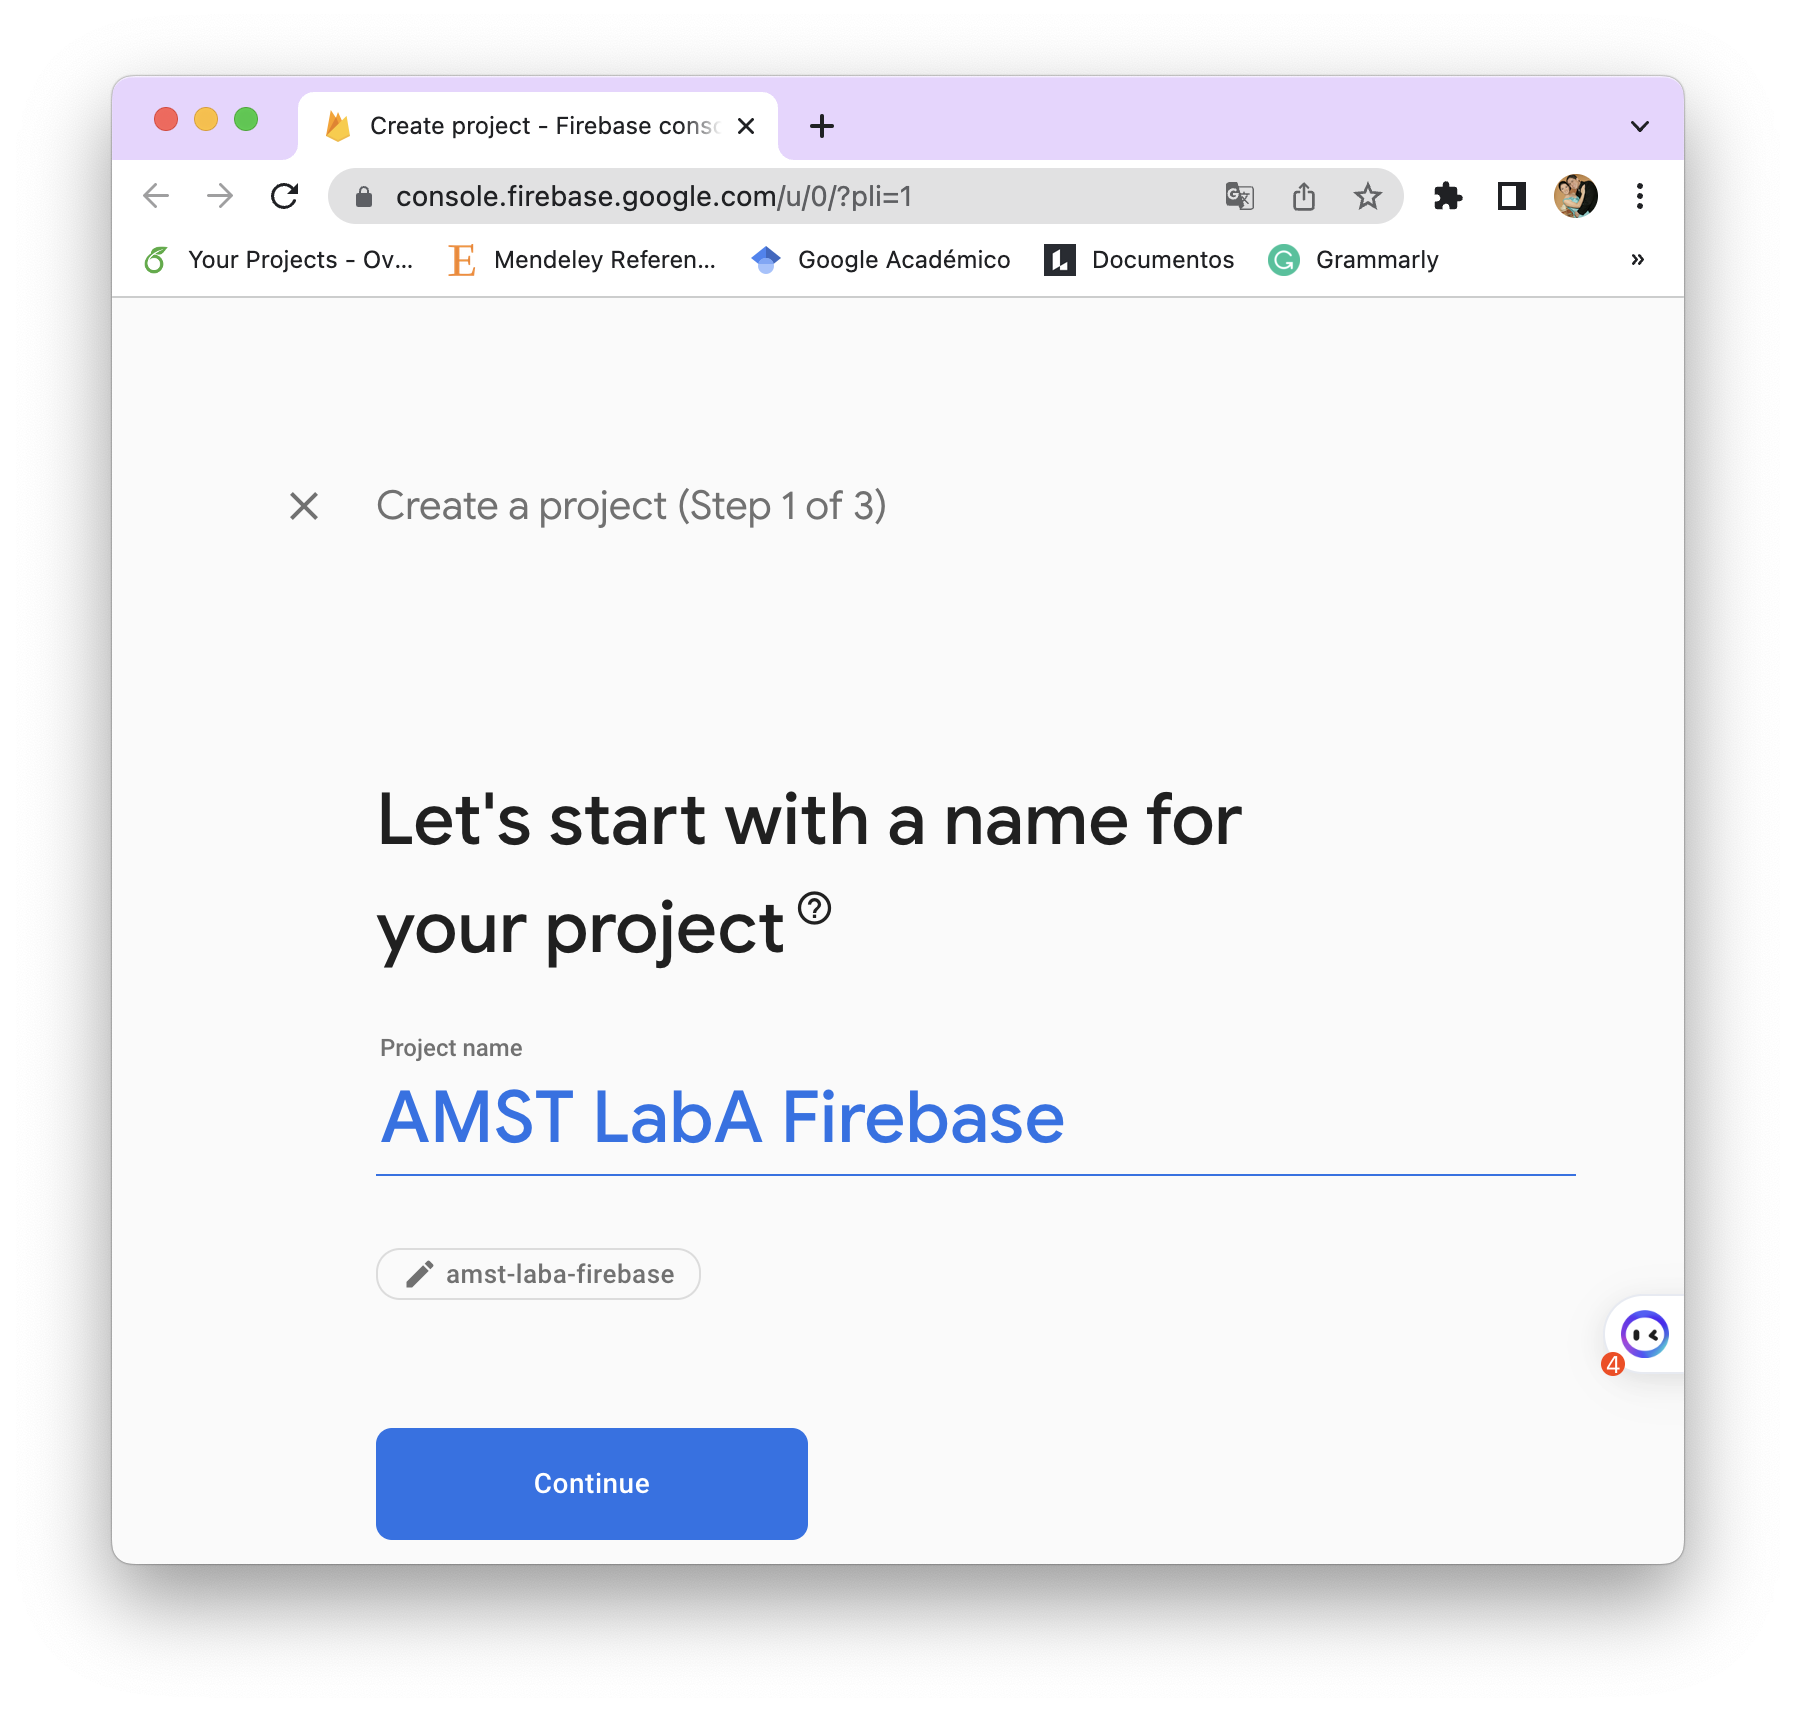 Create project - Firebase conso
console.firebase.google.com/u/0/?pli=1
Your Projects - Ov... Mendeley Referen... Google Académico Documentos Grammarly »
Create a project (Step 1 of 3)
Let's start with a name for
your project
Project name
AMST LabA Firebase
amst-laba-firebase
4
Continue